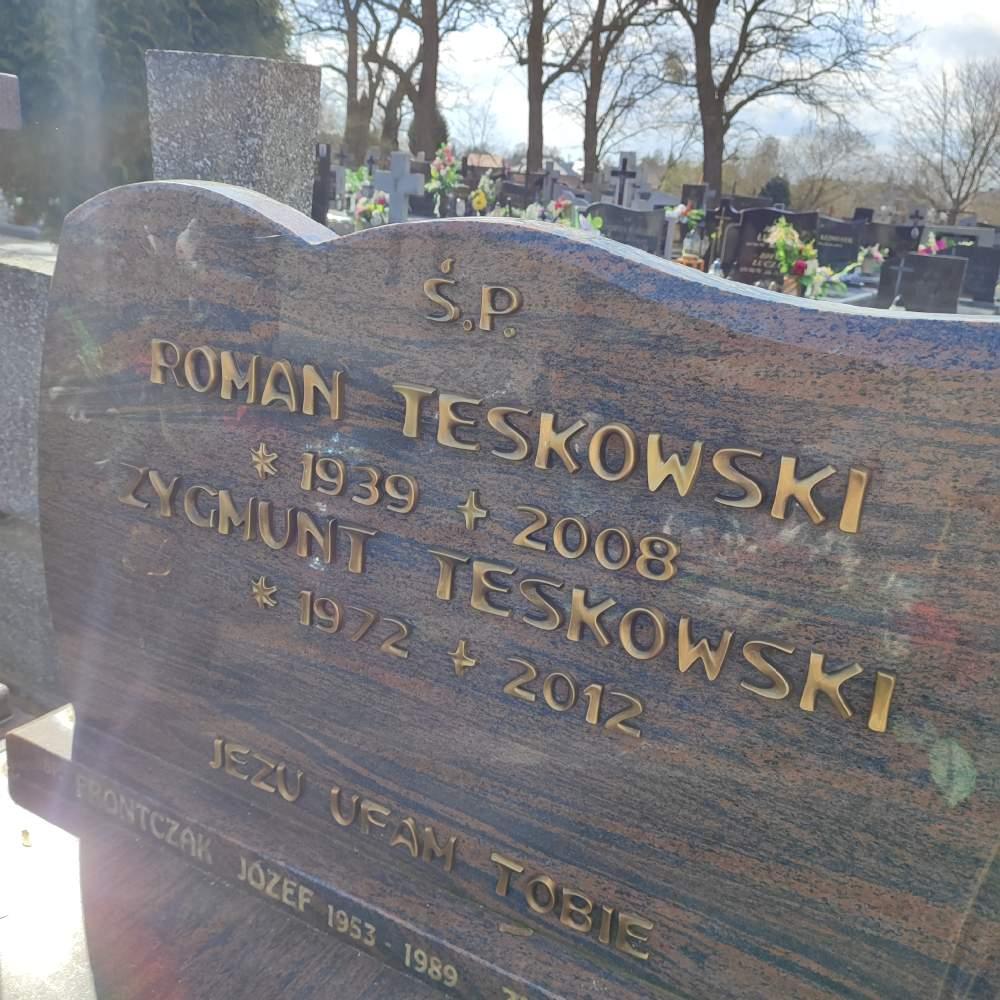 Ś.P.
ROMAN TESKOWSKI
* 1939 + 2008
ZYGMUNT TESKOWSKI
* 1972 + 2012
JEZU UFAM TOBIE
FRONTCZAK JÓZEF 1953 - 1989